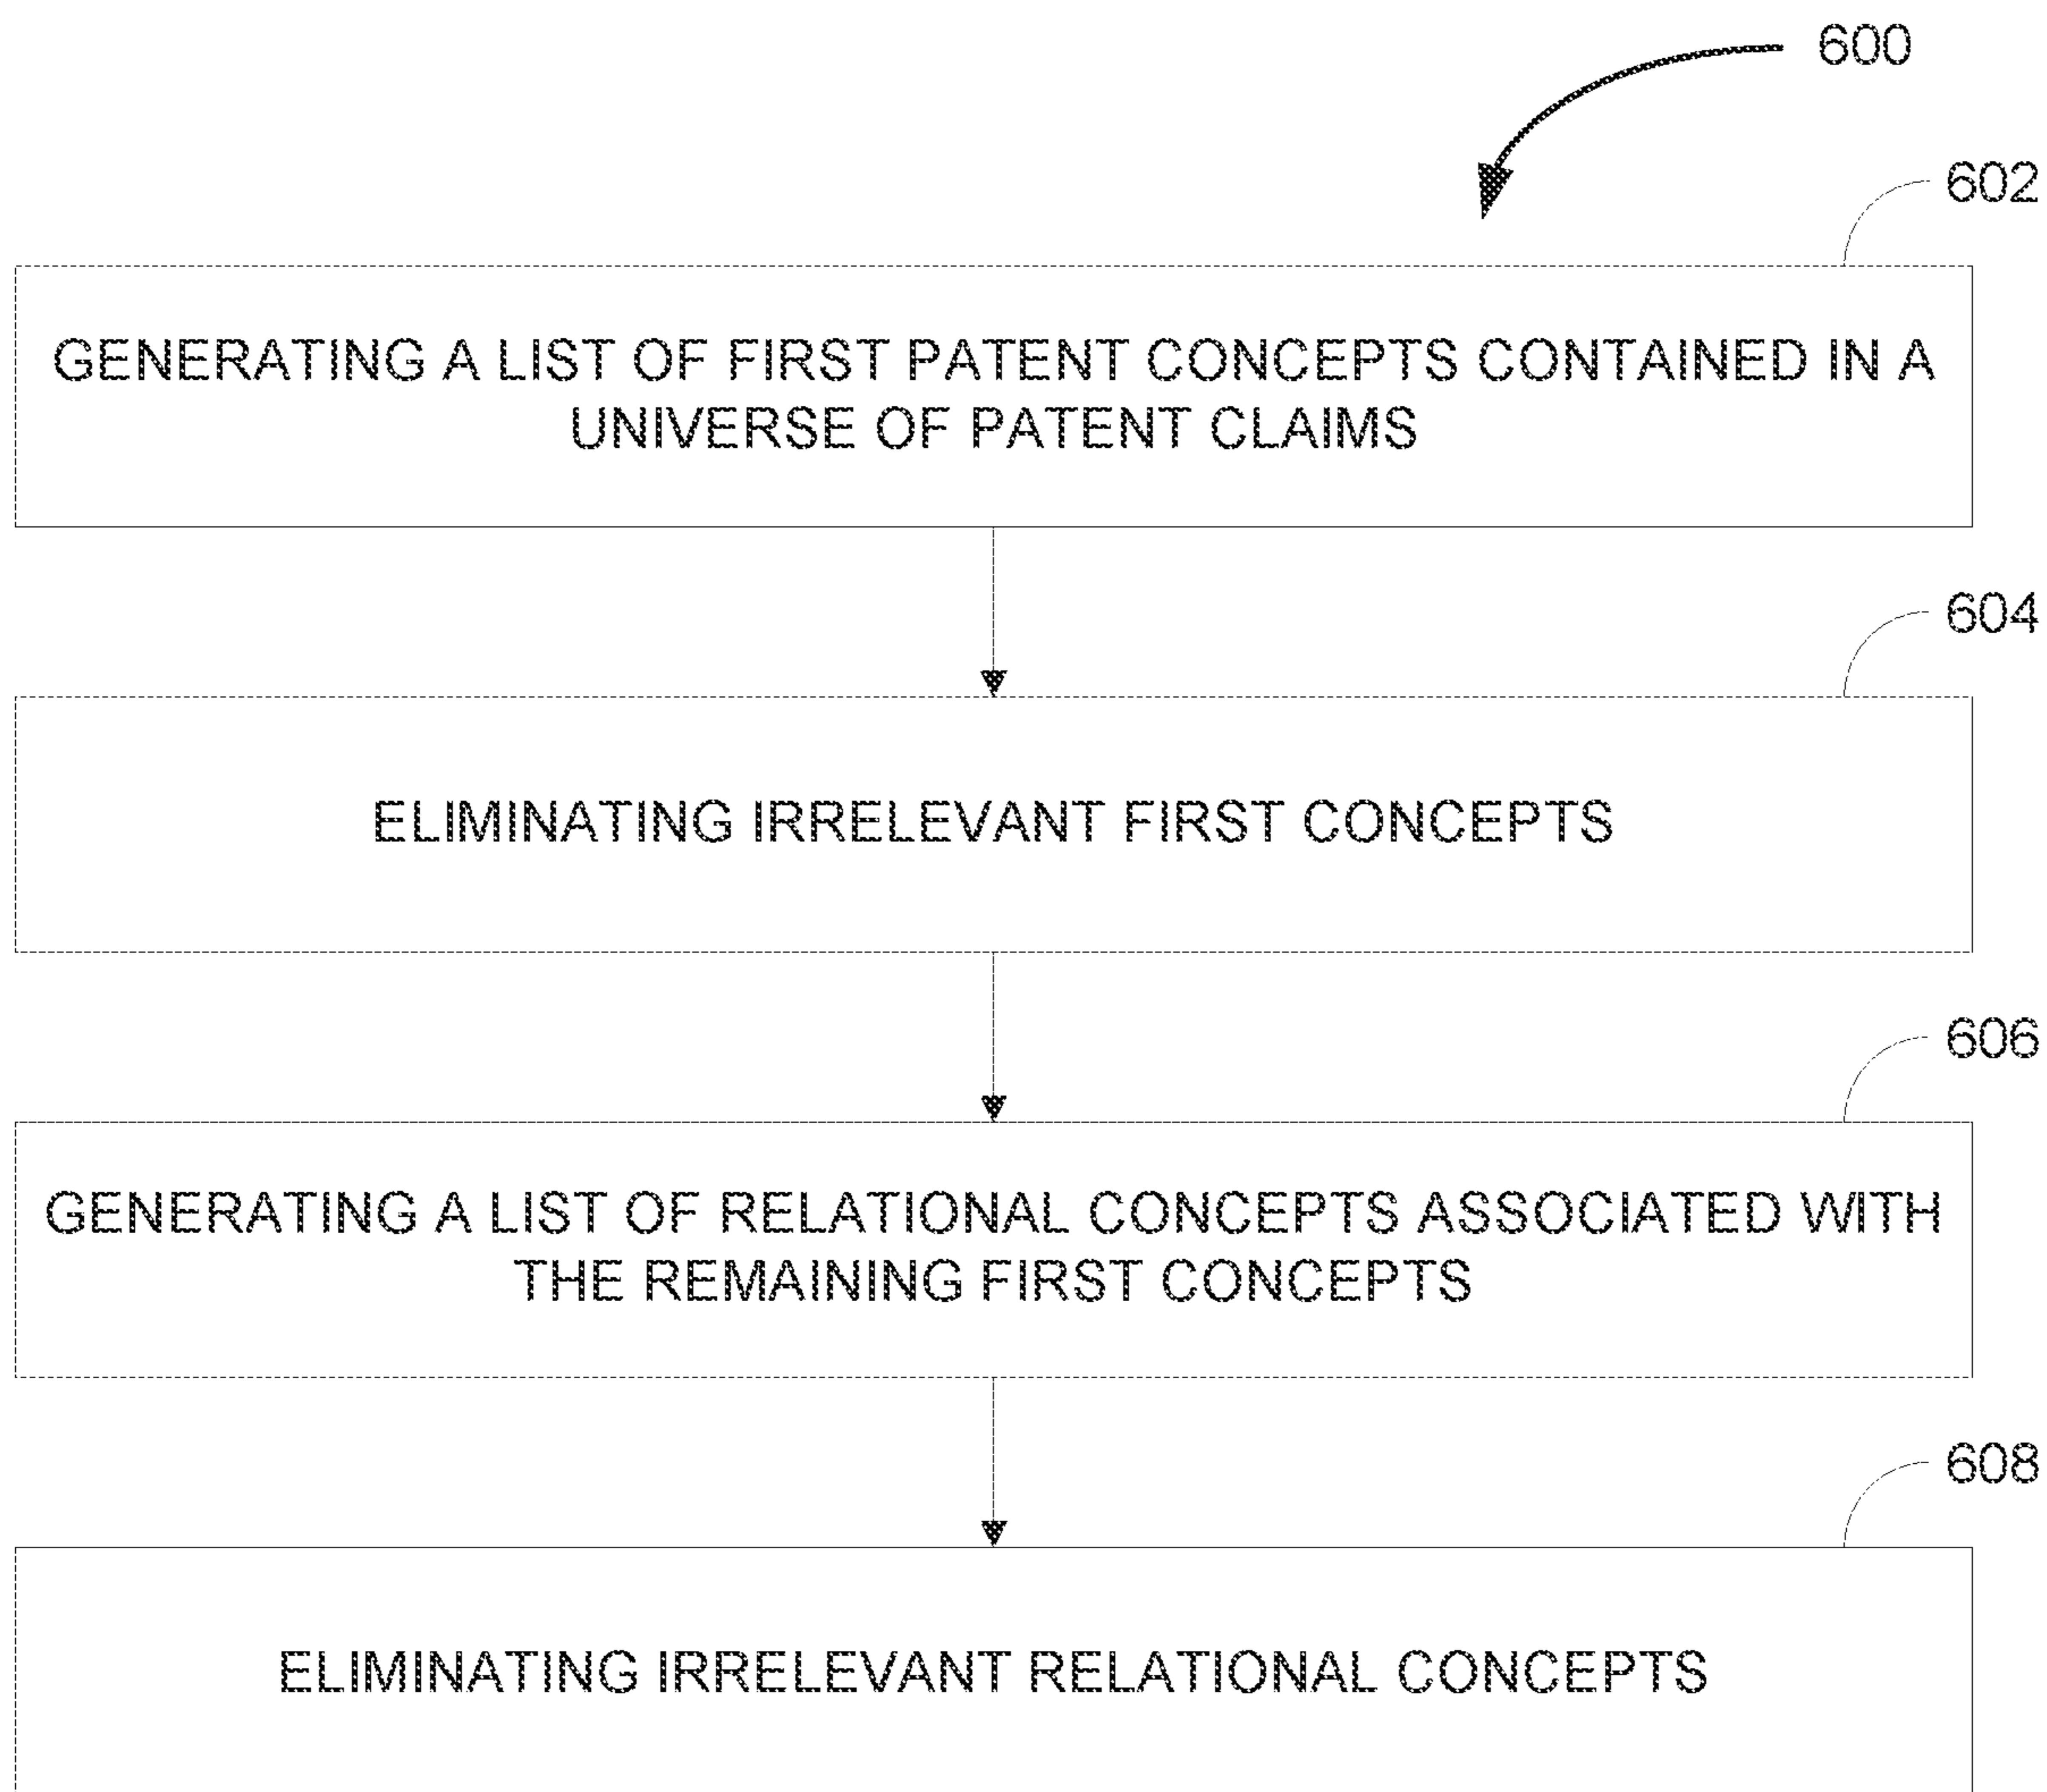 600
602
GENERATING A LIST OF FIRST PATENT CONCEPTS CONTAINED IN A
UNIVERSE OF PATENT CLAIMS
604
ELIMINATING IRRELEVANT FIRST CONCEPTS
606
GENERATING A LIST OF RELATIONAL CONCEPTS ASSOCIATED WITH
THE REMAINING FIRST CONCEPTS
608
ELIMINATING IRRELEVANT RELATIONAL CONCEPTS